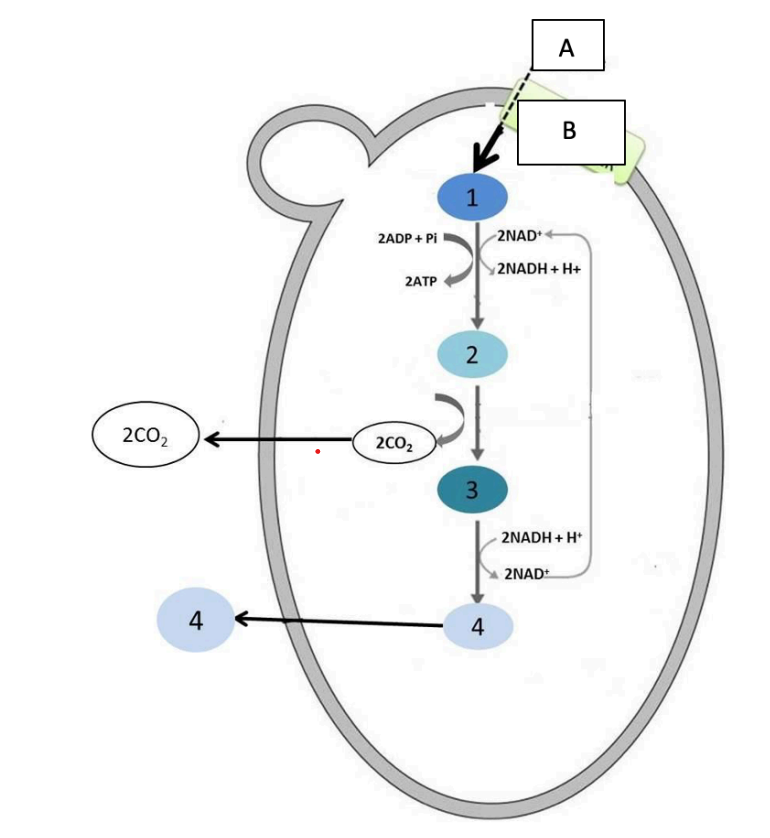 A
B
1
2ADP + Pi
2NAD⁺
2NADH + H+
2ATP
2
2CO₂
2CO₂
3
2NADH + H⁺
2NAD⁺
4
4